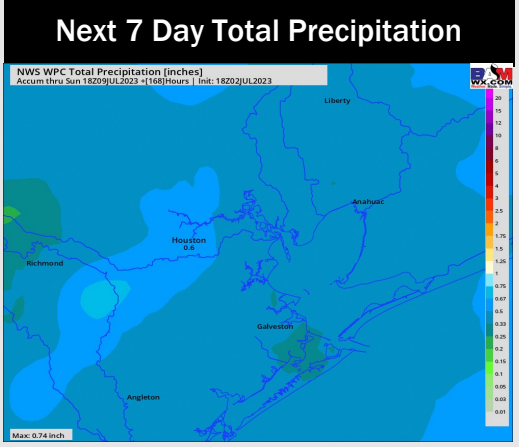 Next 7 Day Total Precipitation
NWS WPC Total Precipitation [inches]
Accum thru Sun 18Z09JUL2023 +[168]Hours | Init: 18Z02JUL2023
BAM
WX.COM
Liberty
Anahuac
Houston
0.6
Richmond
Galveston
Angleton
20
15
12
10
8
6
5
4
3
2.5
2
1.75
1.5
1.25
1
0.75
0.67
0.5
0.33
0.25
0.2
0.15
0.1
0.05
0.03
0.01
Max: 0.74 inch